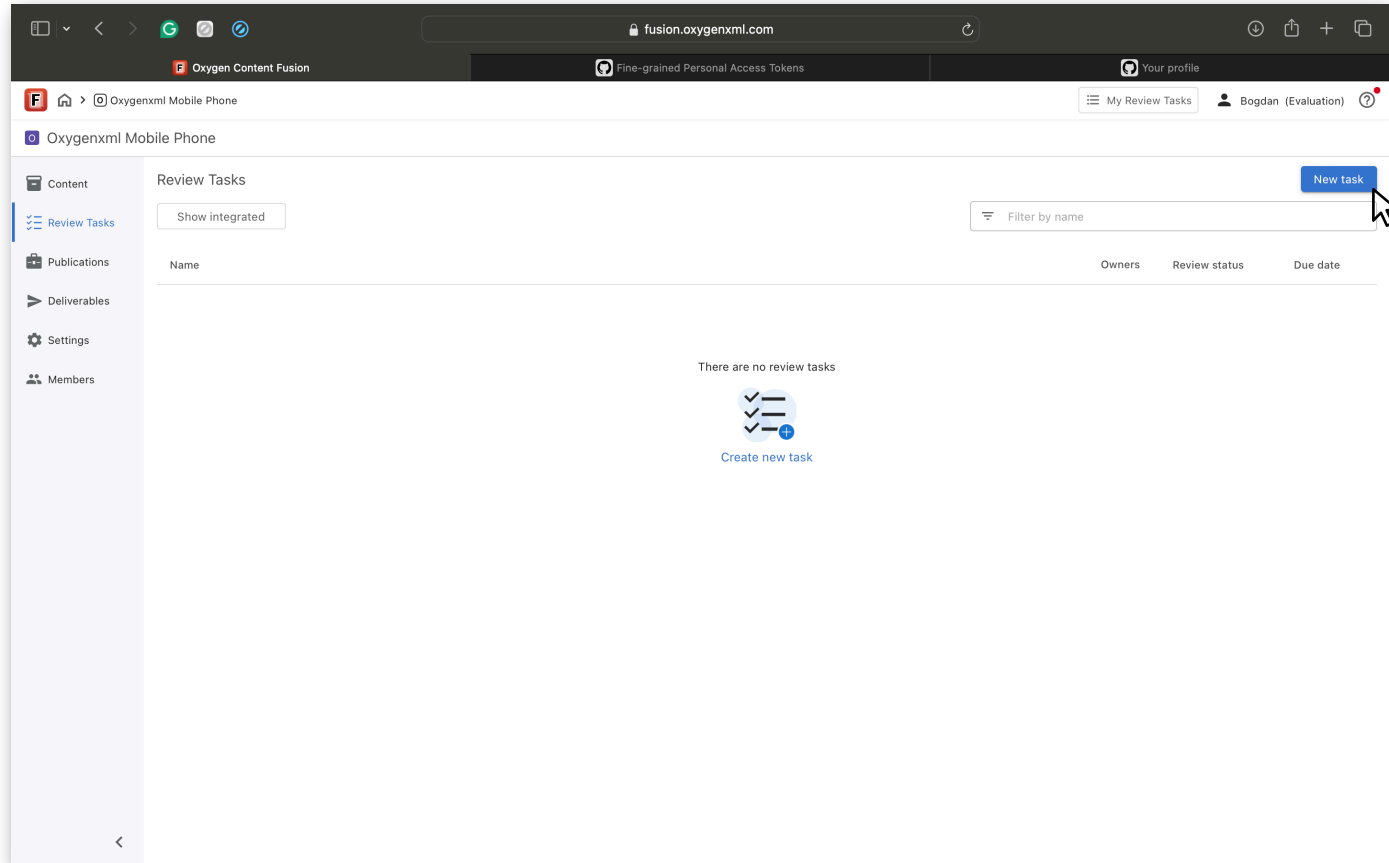 fusion.oxygenxml.com
Oxygen Content Fusion
Fine-grained Personal Access Tokens
Your profile
F
O Oxygenxml Mobile Phone
My Review Tasks
Bogdan (Evaluation)
O Oxygenxml Mobile Phone
Content
Review Tasks
Publications
Deliverables
Settings
Members
Review Tasks
New task
Show integrated
Filter by name
Name
Owners
Review status
Due date
There are no review tasks
Create new task